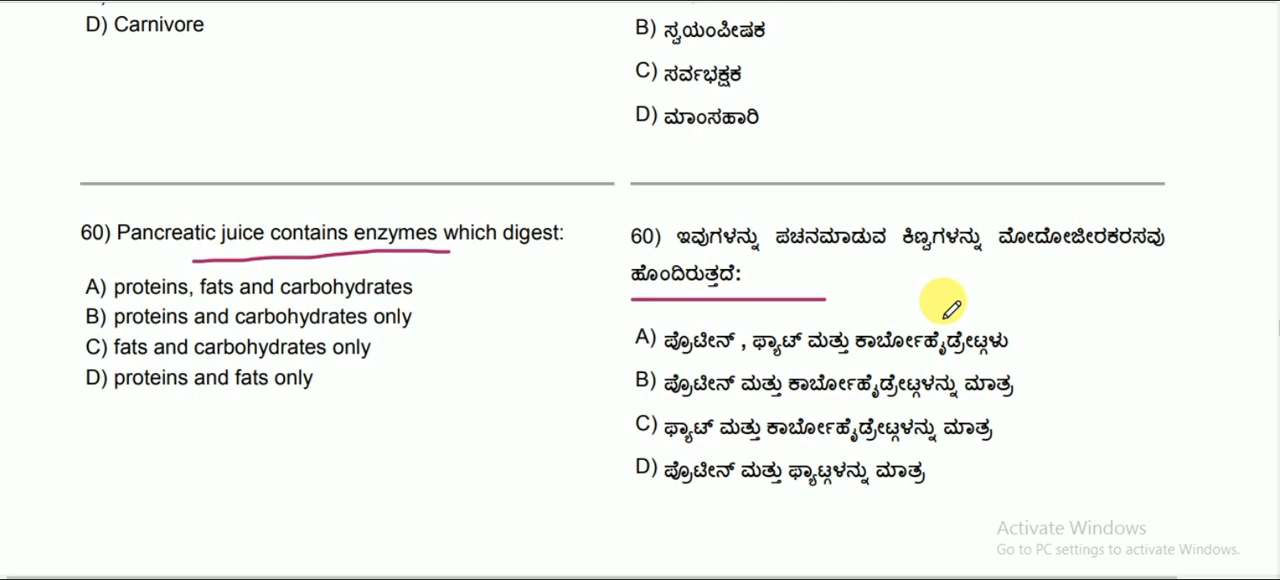 D) Carnivore
B) ಸ್ವಯಂಪೀಷಕ
C) ಸರ್ವಭಕ್ಷಕ
D) ಮಾಂಸಹಾರಿ
60) Pancreatic juice contains enzymes which digest:
A) proteins, fats and carbohydrates
B) proteins and carbohydrates only
C) fats and carbohydrates only
D) proteins and fats only
60) ಇವುಗಳನ್ನು ಪಚನಮಾಡುವ ಕಿಣ್ವಗಳನ್ನು ಮೋದೋಜೀರಕರಸವು
ಹೊಂದಿರುತ್ತದೆ:
A) ಪ್ರೊಟೀನ್ , ಫ್ಯಾಟ್ ಮತ್ತು ಕಾರ್ಬೋಹೈಡ್ರೇಟ್ಗಳು
B) ಪ್ರೊಟೀನ್ ಮತ್ತು ಕಾರ್ಬೋಹೈಡ್ರೇಟ್ಗಳನ್ನು ಮಾತ್ರ
C) ಫ್ಯಾಟ್ ಮತ್ತು ಕಾರ್ಬೋಹೈಡ್ರೇಟ್ಗಳನ್ನು ಮಾತ್ರ
D) ಪ್ರೊಟೀನ್ ಮತ್ತು ಫ್ಯಾಟ್ಗಳನ್ನು ಮಾತ್ರ
Activate Windows
Go to PC settings to activate Windows.